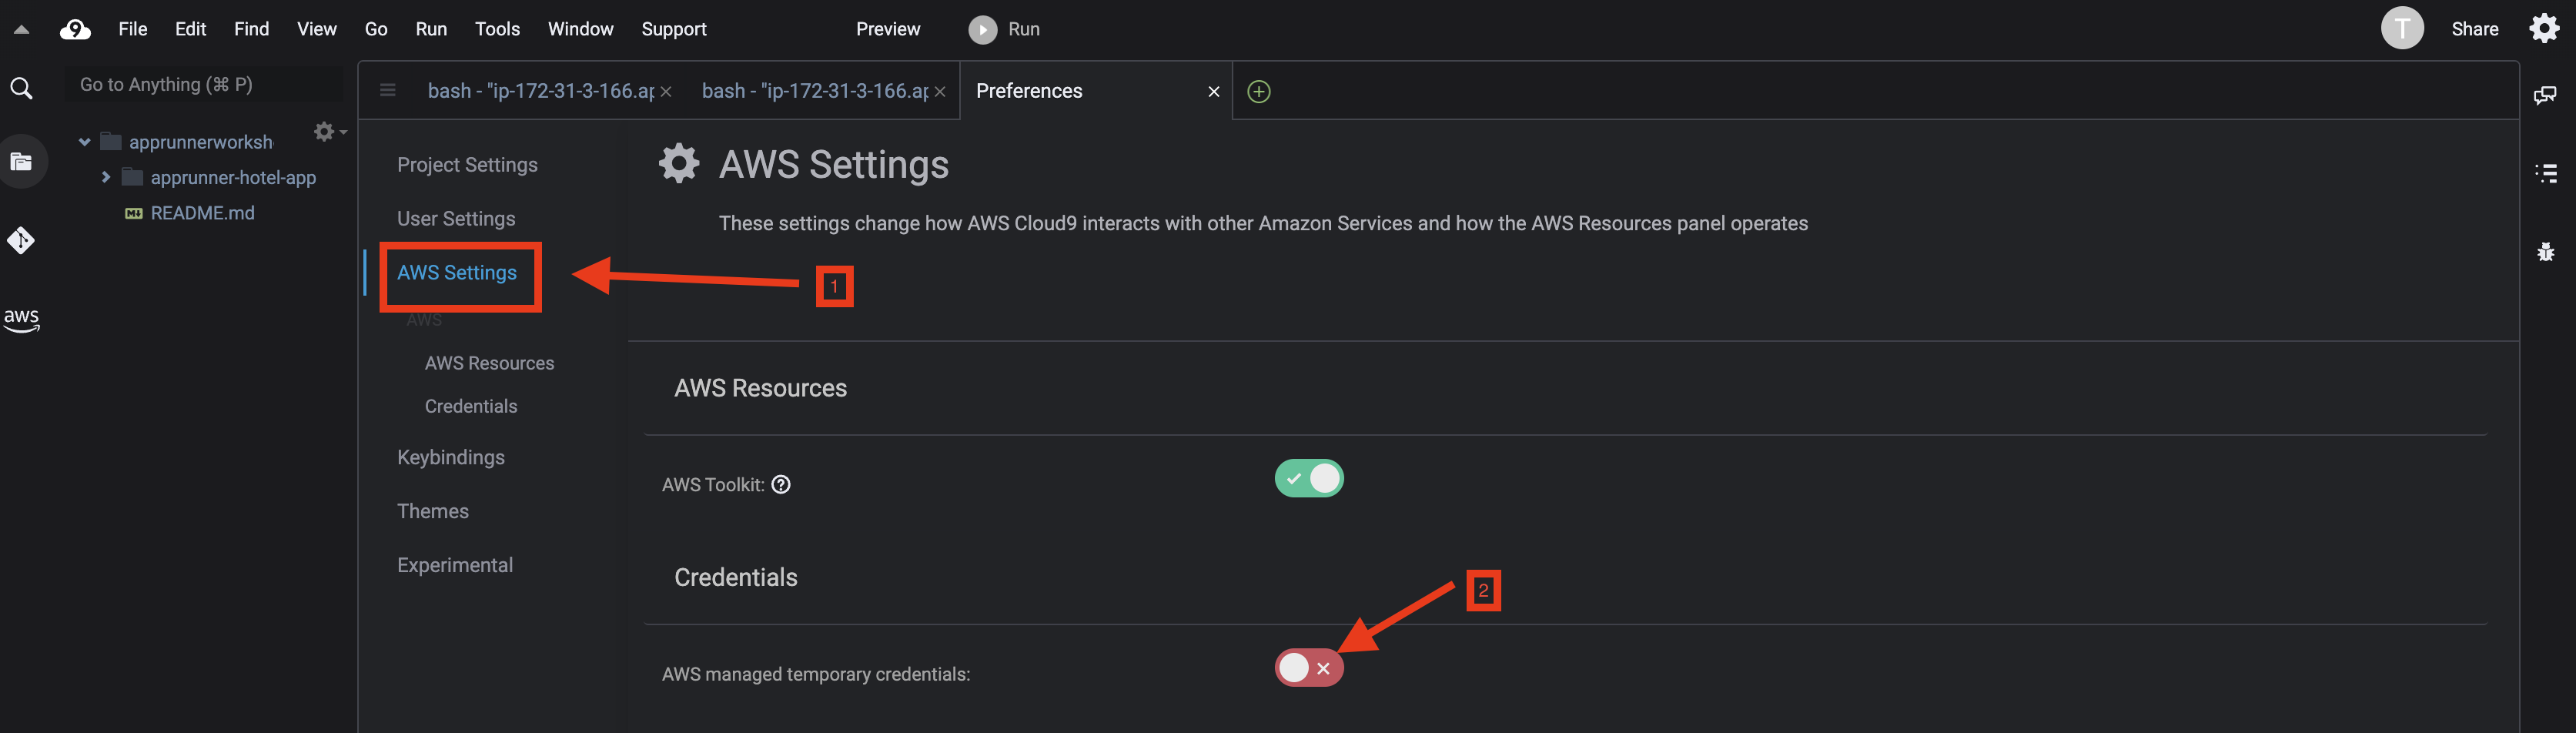 File Edit Find View Go Run Tools Window Support Preview Run T Share
Go to Anything (⌘ P)
bash - "ip-172-31-3-166.ap
bash - "ip-172-31-3-166.ap
Preferences
apprunnerworksh
apprunner-hotel-app
README.md
aws
Project Settings
User Settings
AWS Settings
AWS
AWS Resources
Credentials
Keybindings
Themes
Experimental
AWS Settings
These settings change how AWS Cloud9 interacts with other Amazon Services and how the AWS Resources panel operates
1
AWS Resources
AWS Toolkit:
Credentials
2
AWS managed temporary credentials: